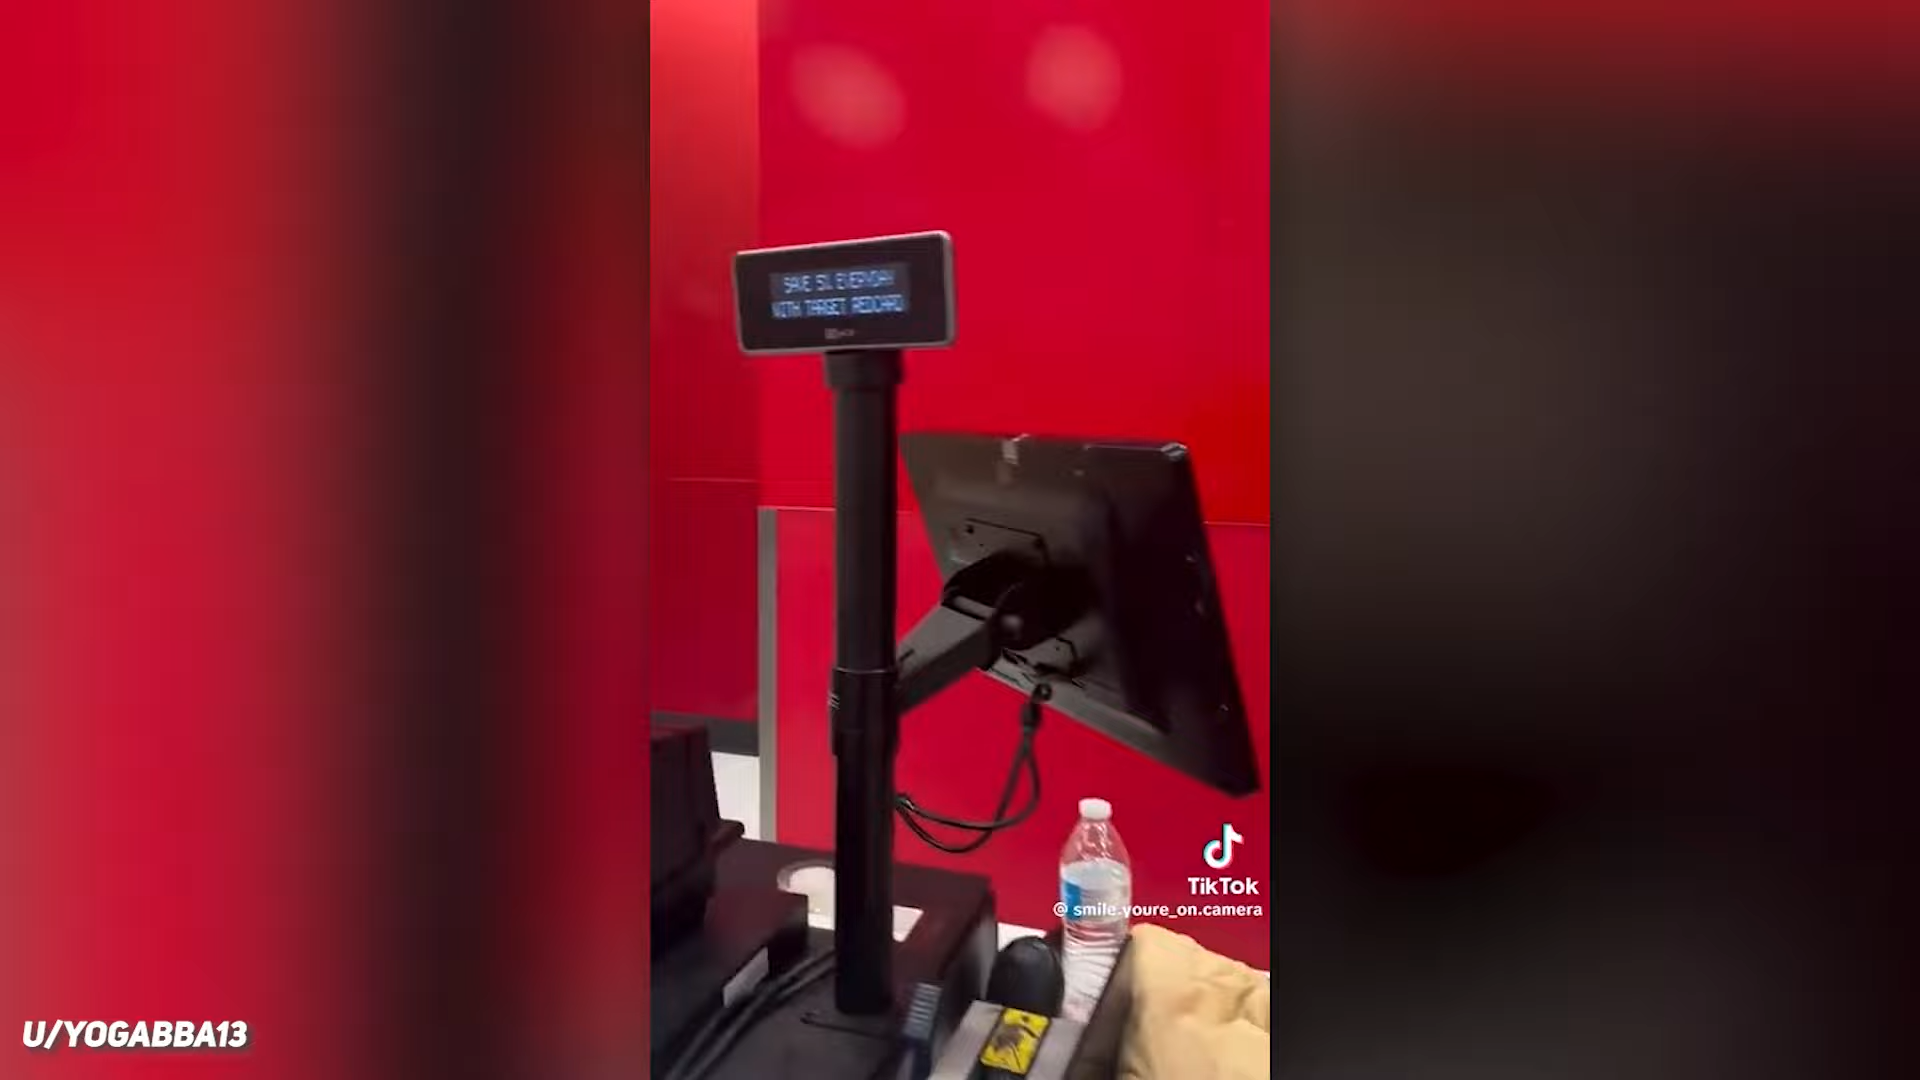 SAVE 5% EVERYDAY
WITH TARGET REDCARD
TikTok
@ smile.youre_on.camera
U/YOGABBA13